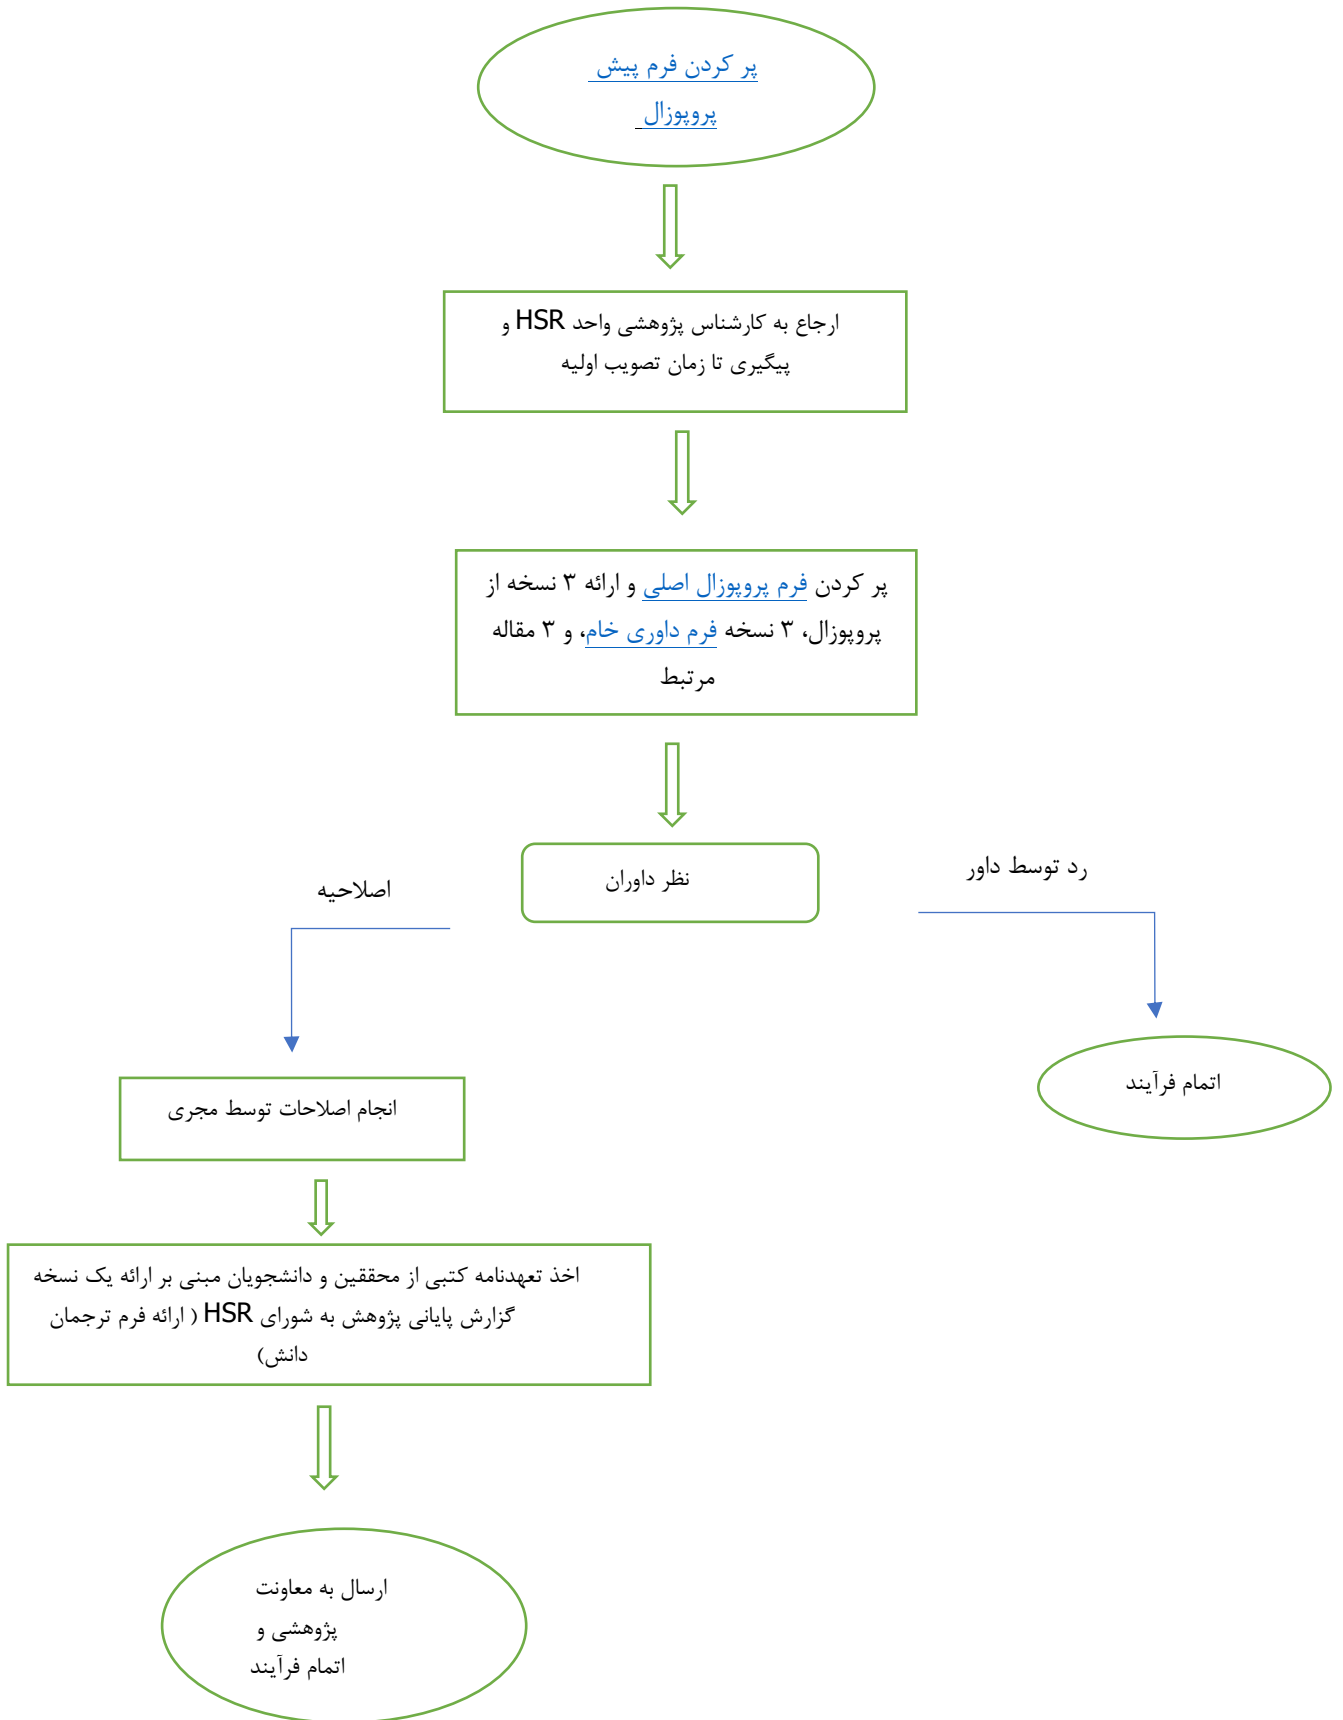 پر کردن فرم پیش
پروپوزال
ارجاع به کارشناس پژوهشی واحد HSR و
پیگیری تا زمان تصویب اولیه
پر کردن فرم پروپوزال اصلی و ارائه ۳ نسخه از
پروپوزال، ۳ نسخه فرم داوری خام، و ۳ مقاله
مرتبط
نظر داوران
رد توسط داور
اصلاحیه
اتمام فرآیند
انجام اصلاحات توسط مجری
اخذ تعهدنامه کتبی از محققین و دانشجویان مبنی بر ارائه یک نسخه
گزارش پایانی پژوهش به شورای HSR ( ارائه فرم ترجمان
دانش)
ارسال به معاونت
پژوهشی و
اتمام فرآیند